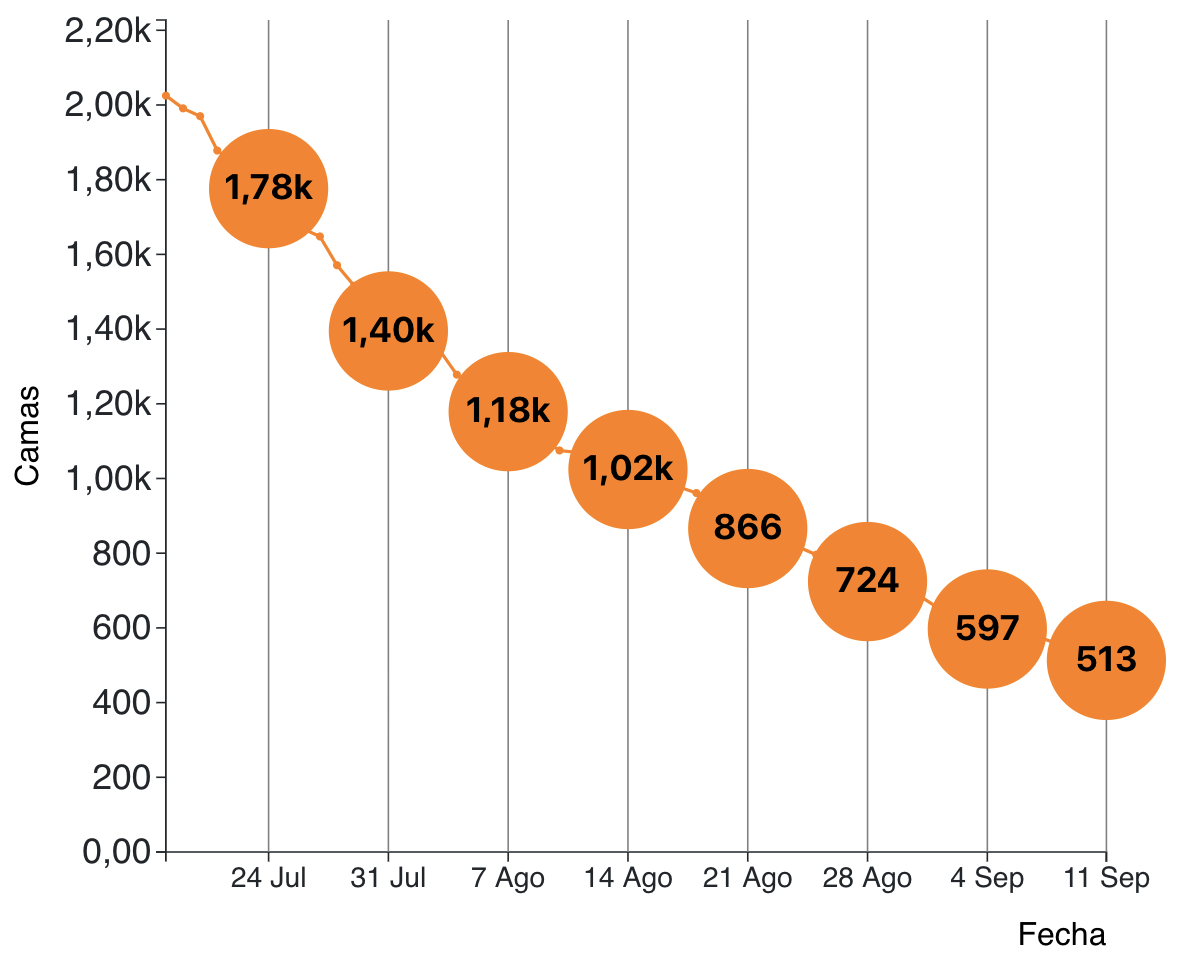 2,20k
2,00k
1,80k
1,60k
1,40k
1,20k
1,00k
800
600
400
200
0,00
Camas
1,78k
1,40k
1,18k
1,02k
866
724
597
513
24 Jul 31 Jul 7 Ago 14 Ago 21 Ago 28 Ago 4 Sep 11 Sep
Fecha